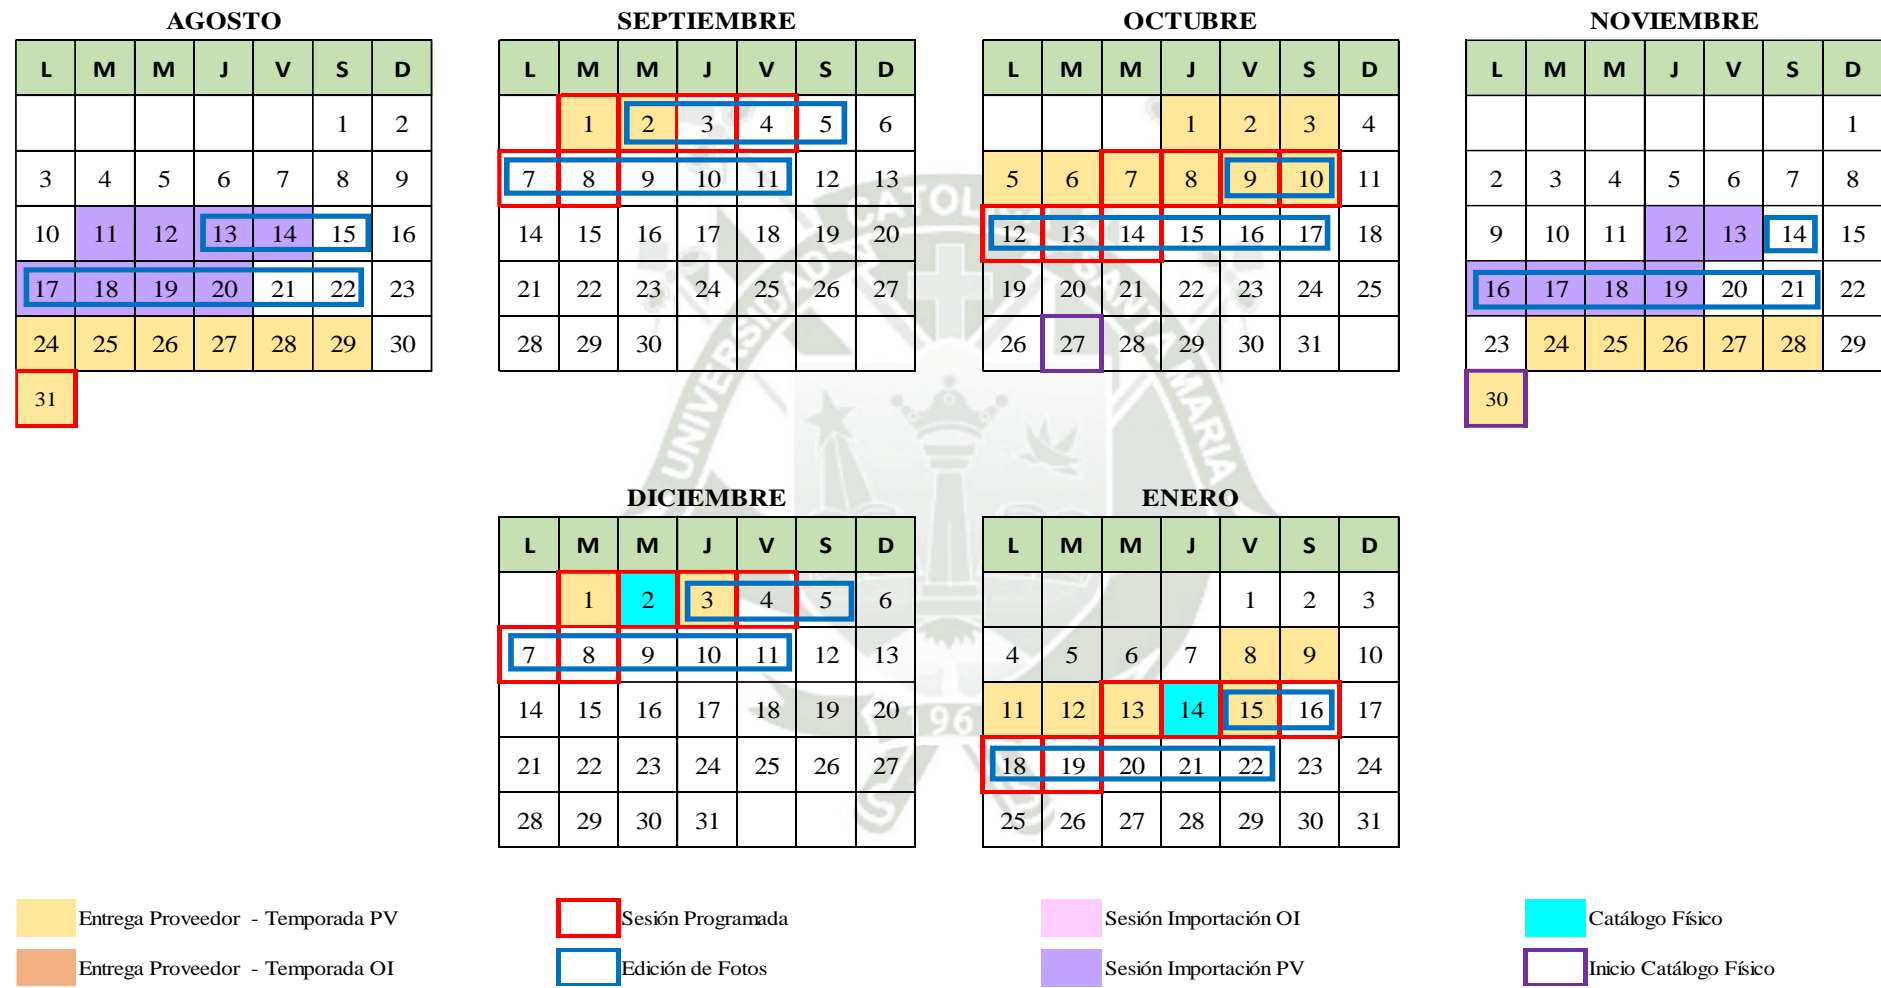 AGOSTO
L M M J V S D
1 2
3 4 5 6 7 8 9
10 11 12 13 14 15 16
17 18 19 20 21 22 23
24 25 26 27 28 29 30
31
SEPTIEMBRE
L M M J V S D
1 2 3 4 5 6
7 8 9 10 11 12 13
14 15 16 17 18 19 20
21 22 23 24 25 26 27
28 29 30
OCTUBRE
L M M J V S D
1 2 3 4
5 6 7 8 9 10 11
12 13 14 15 16 17 18
19 20 21 22 23 24 25
26 27 28 29 30 31
NOVIEMBRE
L M M J V S D
1
2 3 4 5 6 7 8
9 10 11 12 13 14 15
16 17 18 19 20 21 22
23 24 25 26 27 28 29
30
DICIEMBRE
L M M J V S D
1 2 3 4 5 6
7 8 9 10 11 12 13
14 15 16 17 18 19 20
21 22 23 24 25 26 27
28 29 30 31
ENERO
L M M J V S D
1 2 3
4 5 6 7 8 9 10
11 12 13 14 15 16 17
18 19 20 21 22 23 24
25 26 27 28 29 30 31
Entrega Proveedor - Temporada PV
Entrega Proveedor - Temporada OI
Sesión Programada
Edición de Fotos
Sesión Importación OI
Sesión Importación PV
Catálogo Físico
Inicio Catálogo Físico